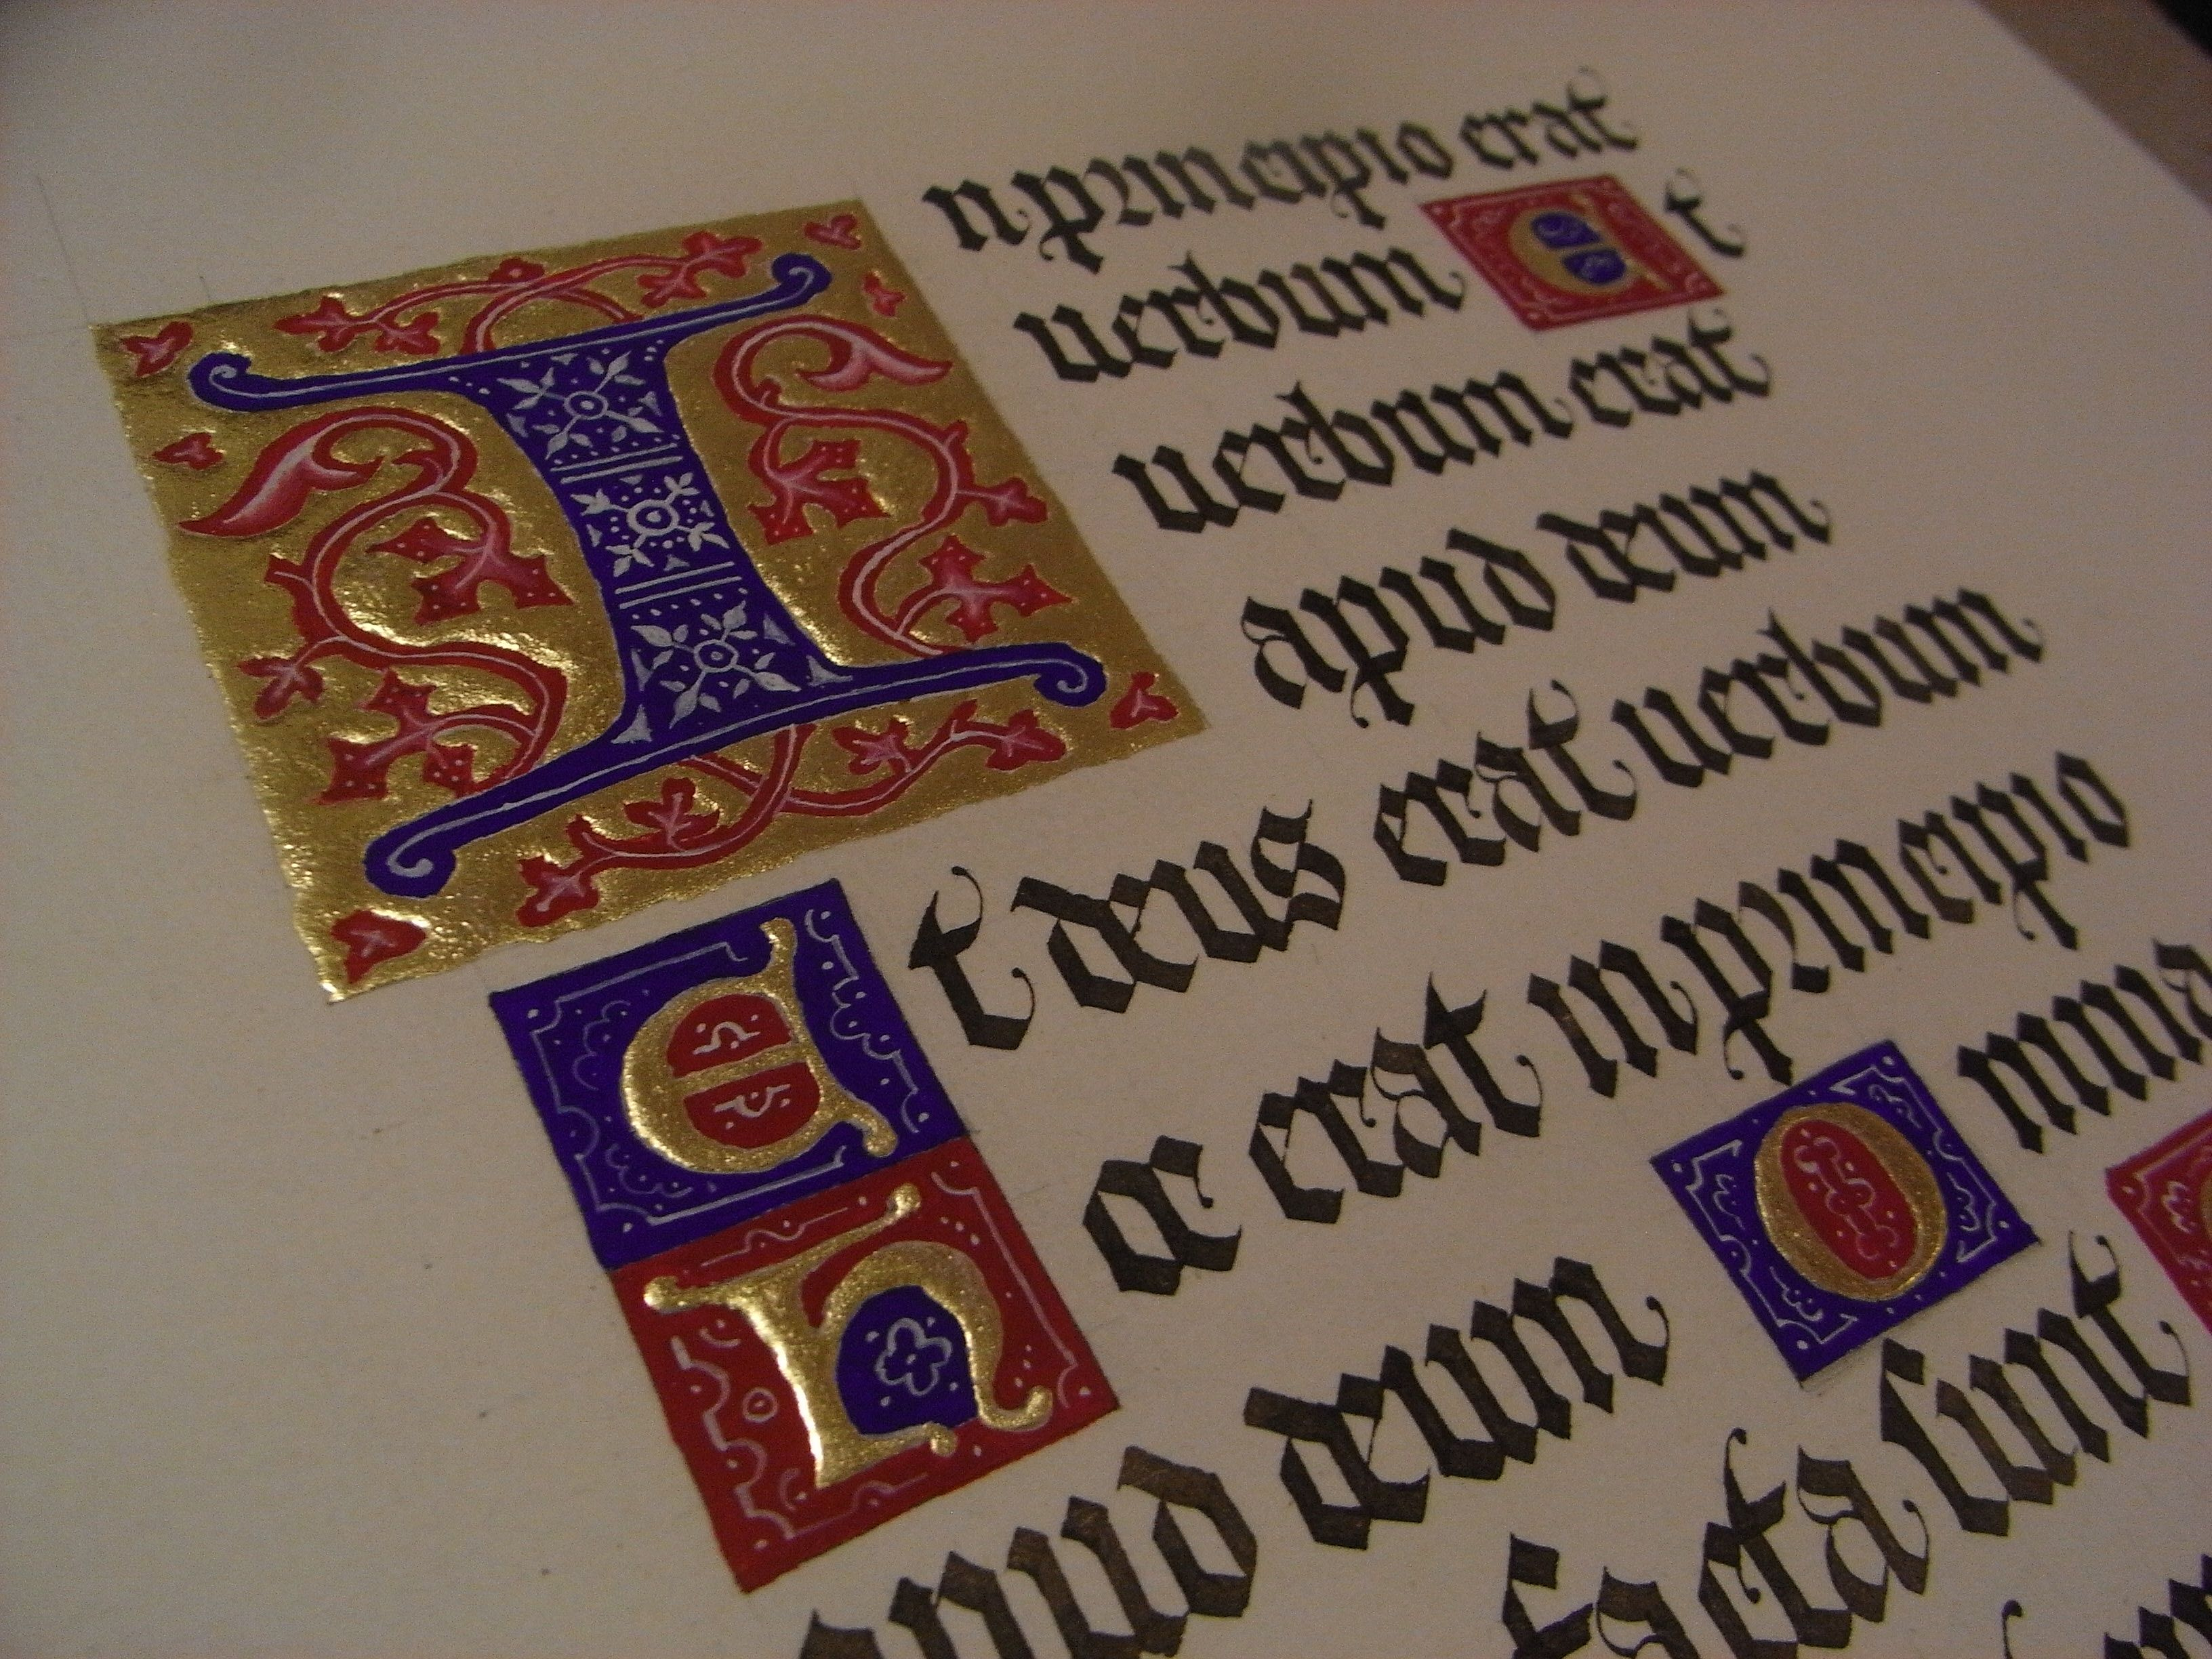 In principio erat
uerbum Et
uerbum erat
apud deum
Et deus erat uerbum
hoc erat in principio
apud deum Omnia
facta sunt